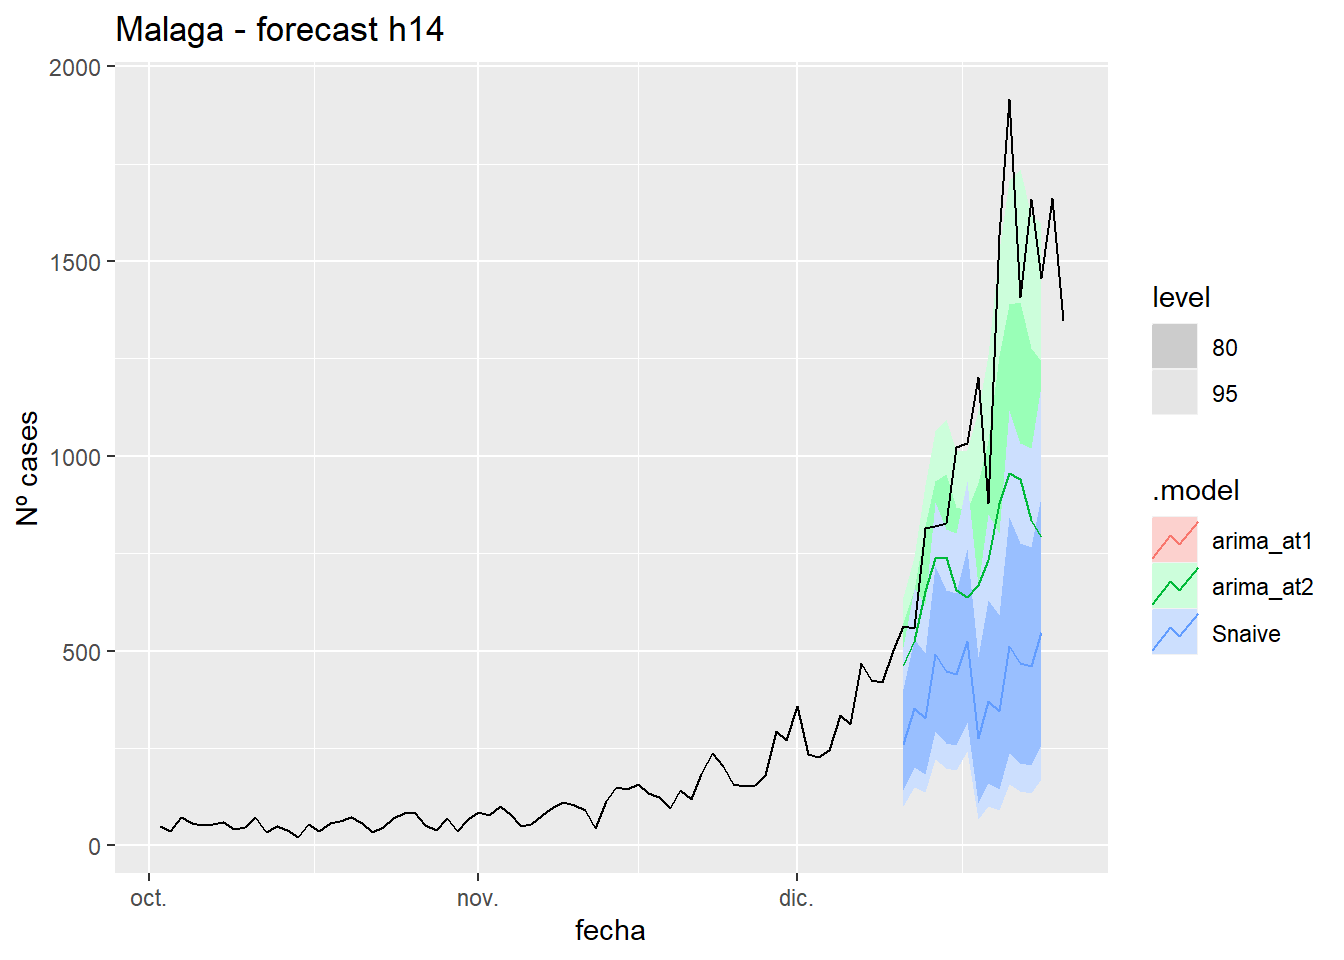 Malaga - forecast h14
2000
1500
1000
500
0
Nº cases
oct.
nov.
dic.
fecha
level
80
95
.model
arima_at1
arima_at2
Snaive